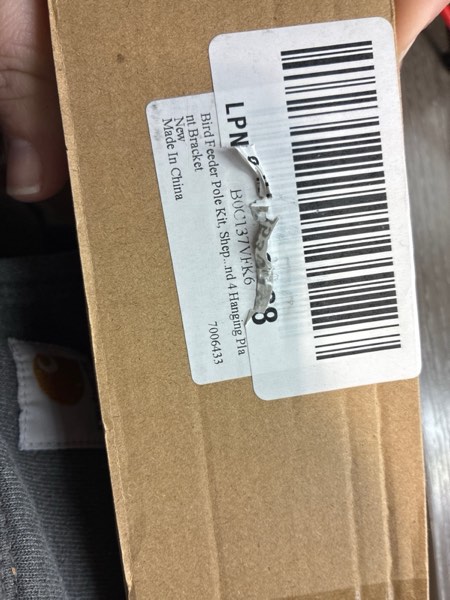 LPN
8
B0C137VFK6
Bird Feeder Pole Kit, Shep...nd 4 Hanging Pla
nt Bracket
New
Made In China
7006433